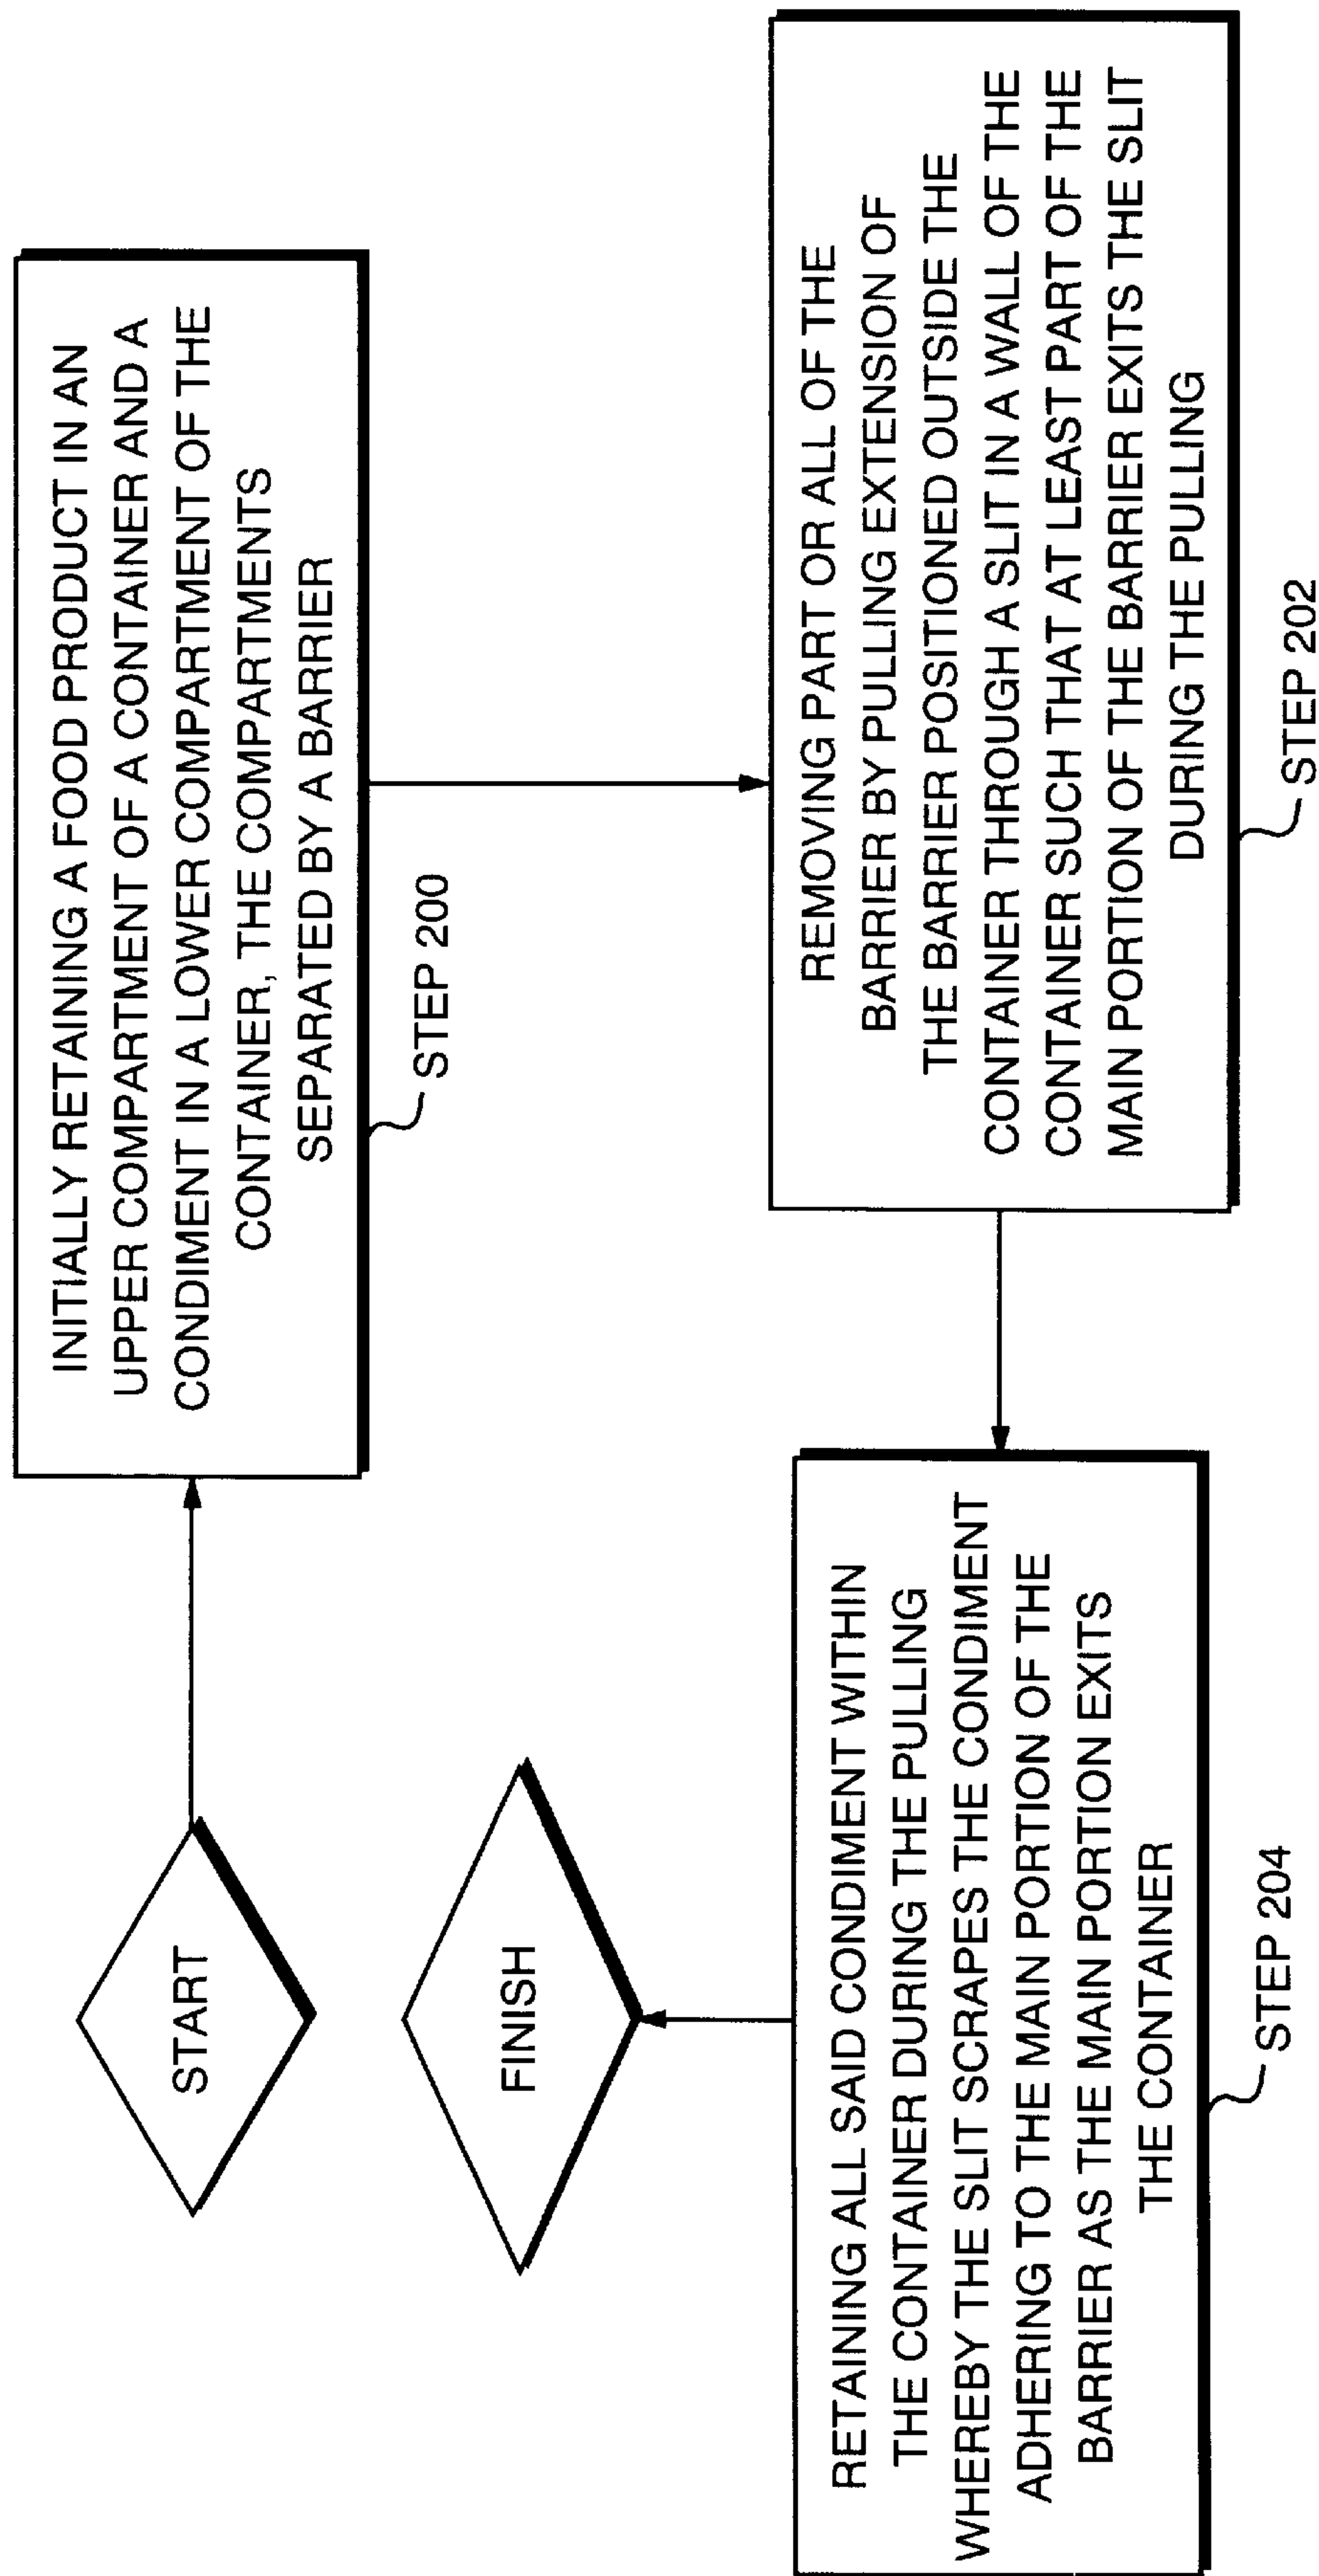 START
INITIALLY RETAINING A FOOD PRODUCT IN AN
UPPER COMPARTMENT OF A CONTAINER AND A
CONDIMENT IN A LOWER COMPARTMENT OF THE
CONTAINER, THE COMPARTMENTS
SEPARATED BY A BARRIER
STEP 200
REMOVING PART OR ALL OF THE
BARRIER BY PULLING EXTENSION OF
THE BARRIER POSITIONED OUTSIDE THE
CONTAINER THROUGH A SLIT IN A WALL OF THE
CONTAINER SUCH THAT AT LEAST PART OF THE
MAIN PORTION OF THE BARRIER EXITS THE SLIT
DURING THE PULLING
STEP 202
RETAINING ALL SAID CONDIMENT WITHIN
THE CONTAINER DURING THE PULLING
WHEREBY THE SLIT SCRAPES THE CONDIMENT
ADHERING TO THE MAIN PORTION OF THE
BARRIER AS THE MAIN PORTION EXITS
THE CONTAINER
STEP 204
FINISH